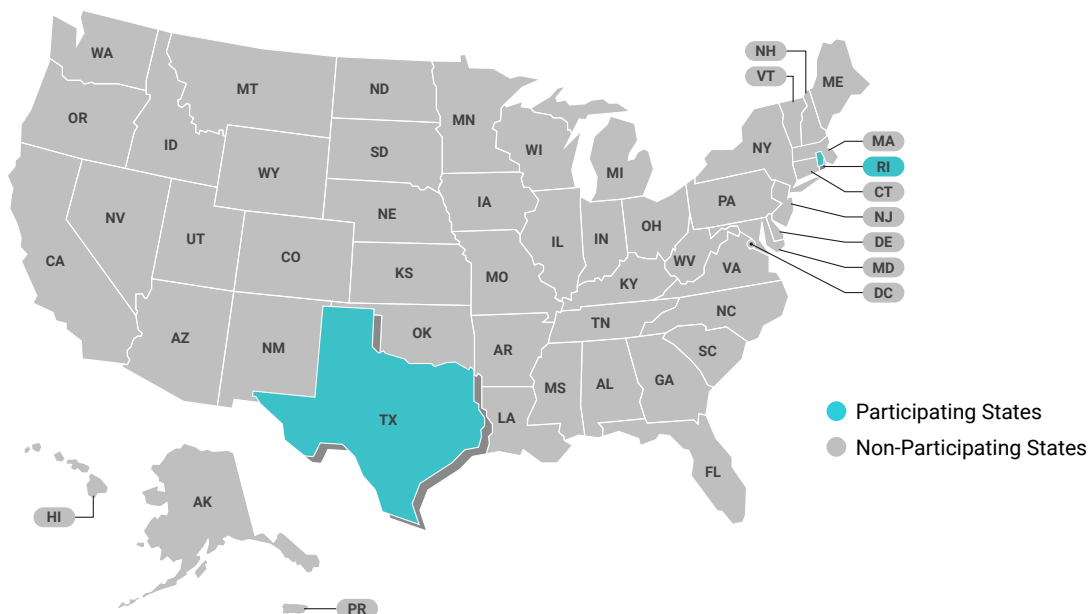 WA
NH
VT
ME
MT
ND
OR
MN
ID
SD
WI
NY
MA
RI
WY
MI
CT
IA
PA
NV
NE
NJ
OH
UT
IL
IN
DE
CA
CO
WV
MD
KS
MO
VA
KY
DC
NC
TN
AZ
OK
NM
AR
SC
GA
MS
AL
TX
LA
Participating States
Non-Participating States
FL
AK
HI
PR